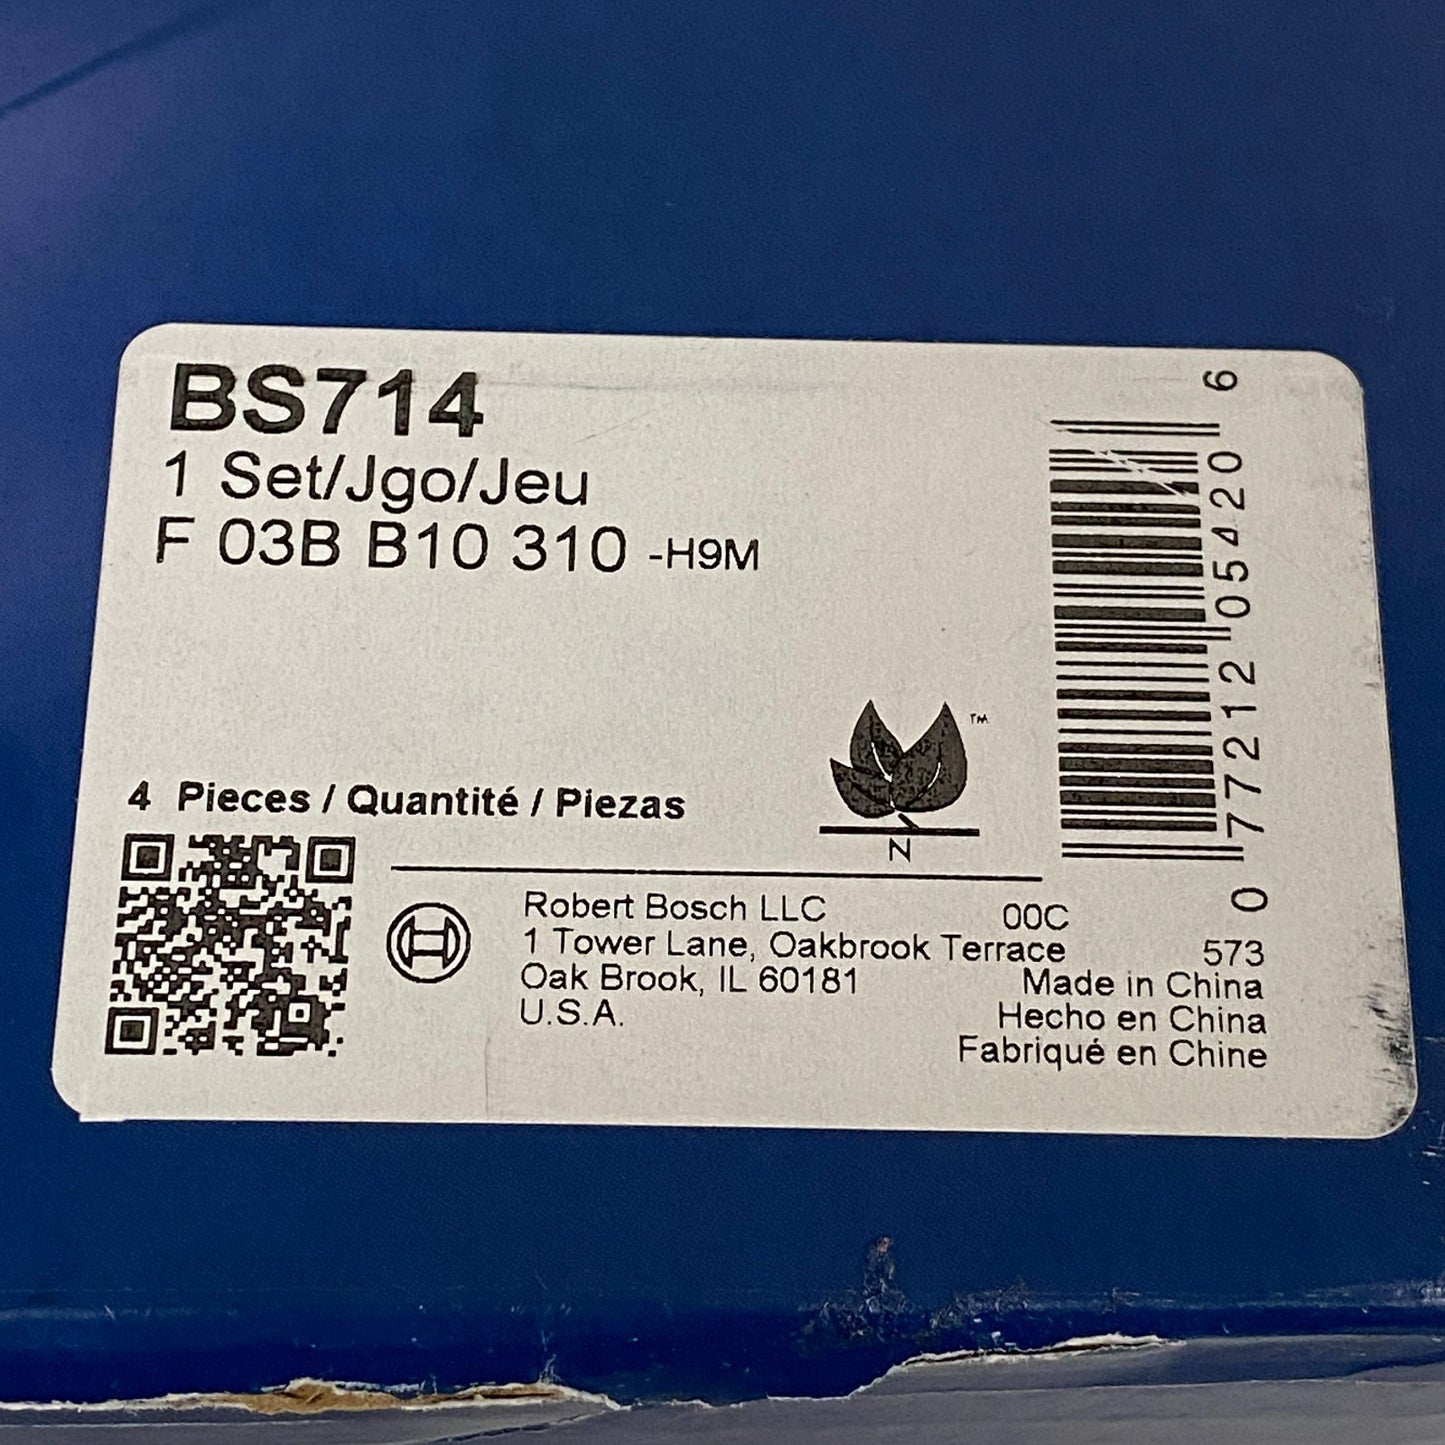 BS714
1 Set/Jgo/Jeu
F 03B B10 310 -H9M
4 Pieces / Quantité / Piezas
TM
N
Robert Bosch LLC
1 Tower Lane, Oakbrook Terrace
Oak Brook, IL 60181
U.S.A.
00C
573
Made in China
Hecho en China
Fabriqué en Chine
0 77212 05420 6